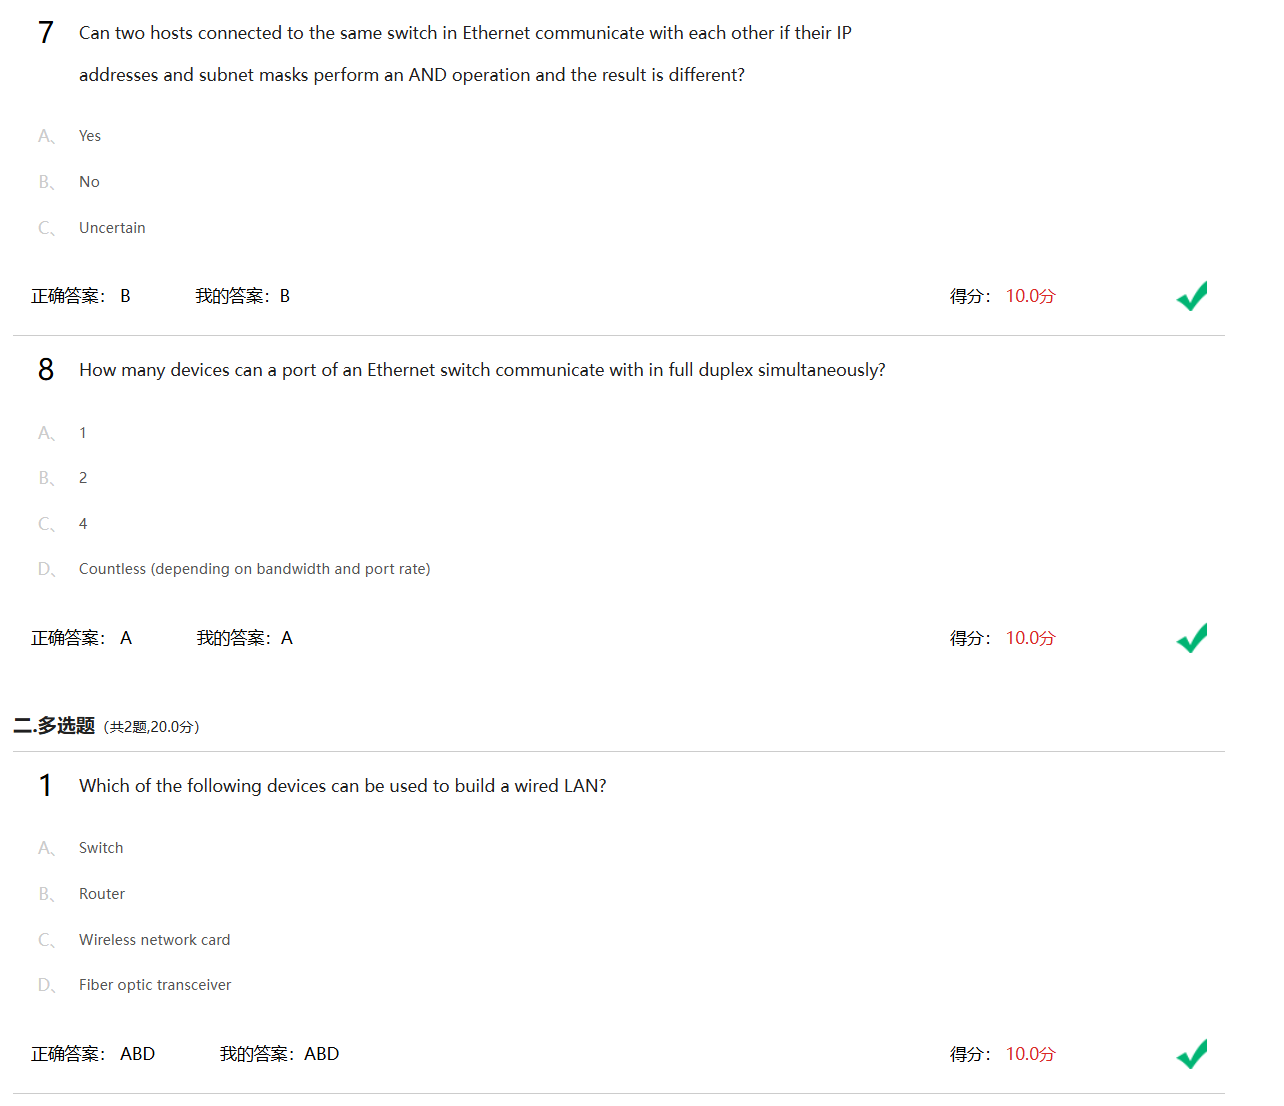 7 Can two hosts connected to the same switch in Ethernet communicate with each other if their IP
addresses and subnet masks perform an AND operation and the result is different?
A、 Yes
B、 No
C、 Uncertain
正确答案： B 我的答案：B 得分： 10.0分
8 How many devices can a port of an Ethernet switch communicate with in full duplex simultaneously?
A、 1
B、 2
C、 4
D、 Countless (depending on bandwidth and port rate)
正确答案： A 我的答案：A 得分： 10.0分
二.多选题（共2题,20.0分）
1 Which of the following devices can be used to build a wired LAN?
A、 Switch
B、 Router
C、 Wireless network card
D、 Fiber optic transceiver
正确答案： ABD 我的答案：ABD 得分： 10.0分